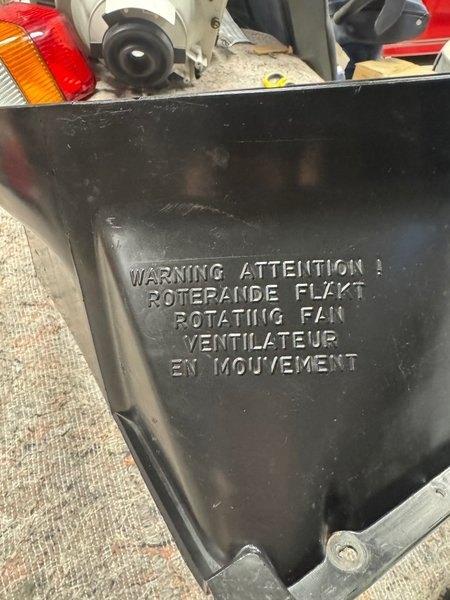 WARNING ATTENTION !
ROTERANDE FLÄKT
ROTATING FAN
VENTILATEUR
EN MOUVEMENT